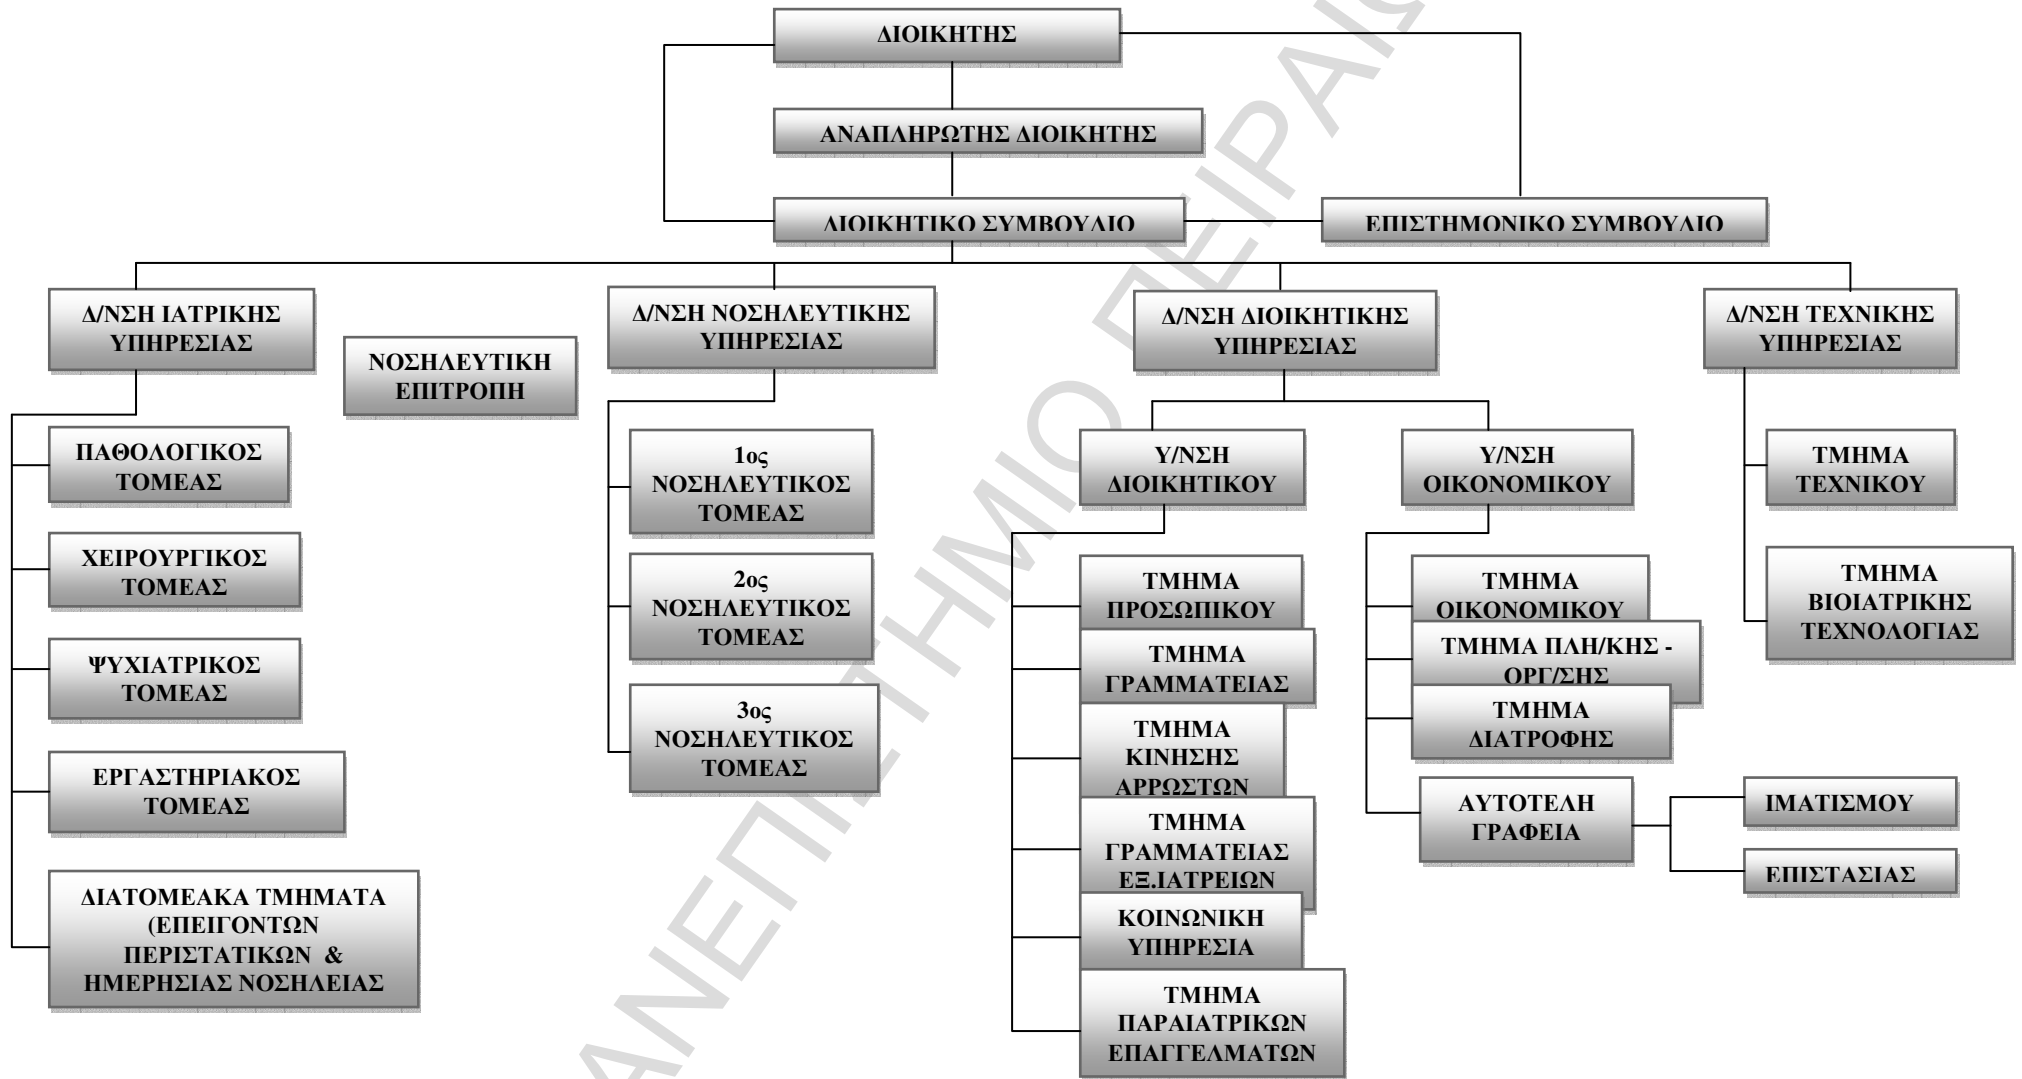 ΔΙΟΙΚΗΤΗΣ
ΑΝΑΠΛΗΡΩΤΗΣ ΔΙΟΙΚΗΤΗΣ
ΔΙΟΙΚΗΤΙΚΟ ΣΥΜΒΟΥΛΙΟ
ΕΠΙΣΤΗΜΟΝΙΚΟ ΣΥΜΒΟΥΛΙΟ
Δ/ΝΣΗ ΙΑΤΡΙΚΗΣ
ΥΠΗΡΕΣΙΑΣ
ΝΟΣΗΛΕΥΤΙΚΗ
ΕΠΙΤΡΟΠΗ
Δ/ΝΣΗ ΝΟΣΗΛΕΥΤΙΚΗΣ
ΥΠΗΡΕΣΙΑΣ
Δ/ΝΣΗ ΔΙΟΙΚΗΤΙΚΗΣ
ΥΠΗΡΕΣΙΑΣ
Δ/ΝΣΗ ΤΕΧΝΙΚΗΣ
ΥΠΗΡΕΣΙΑΣ
ΠΑΘΟΛΟΓΙΚΟΣ
ΤΟΜΕΑΣ
ΧΕΙΡΟΥΡΓΙΚΟΣ
ΤΟΜΕΑΣ
ΨΥΧΙΑΤΡΙΚΟΣ
ΤΟΜΕΑΣ
ΕΡΓΑΣΤΗΡΙΑΚΟΣ
ΤΟΜΕΑΣ
ΔΙΑΤΟΜΕΑΚΑ ΤΜΗΜΑΤΑ
(ΕΠΕΙΓΟΝΤΩΝ
ΠΕΡΙΣΤΑΤΙΚΩΝ &
ΗΜΕΡΗΣΙΑΣ ΝΟΣΗΛΕΙΑΣ
1ος
ΝΟΣΗΛΕΥΤΙΚΟΣ
ΤΟΜΕΑΣ
2ος
ΝΟΣΗΛΕΥΤΙΚΟΣ
ΤΟΜΕΑΣ
3ος
ΝΟΣΗΛΕΥΤΙΚΟΣ
ΤΟΜΕΑΣ
Υ/ΝΣΗ
ΔΙΟΙΚΗΤΙΚΟΥ
ΤΜΗΜΑ
ΠΡΟΣΩΠΙΚΟΥ
ΤΜΗΜΑ
ΓΡΑΜΜΑΤΕΙΑΣ
ΤΜΗΜΑ
ΚΙΝΗΣΗΣ
ΑΡΡΩΣΤΩΝ
ΤΜΗΜΑ
ΓΡΑΜΜΑΤΕΙΑΣ
ΕΞ.ΙΑΤΡΕΙΩΝ
ΚΟΙΝΩΝΙΚΗ
ΥΠΗΡΕΣΙΑ
ΤΜΗΜΑ
ΠΑΡΑΙΑΤΡΙΚΩΝ
ΕΠΑΓΓΕΛΜΑΤΩΝ
Υ/ΝΣΗ
ΟΙΚΟΝΟΜΙΚΟΥ
ΤΜΗΜΑ
ΟΙΚΟΝΟΜΙΚΟΥ
ΤΜΗΜΑ ΠΛΗ/ΚΗΣ -
ΟΡΓ/ΣΗΣ
ΤΜΗΜΑ
ΔΙΑΤΡΟΦΗΣ
ΑΥΤΟΤΕΛΗ
ΓΡΑΦΕΙΑ
ΙΜΑΤΙΣΜΟΥ
ΕΠΙΣΤΑΣΙΑΣ
ΤΜΗΜΑ
ΤΕΧΝΙΚΟΥ
ΤΜΗΜΑ
ΒΙΟΙΑΤΡΙΚΗΣ
ΤΕΧΝΟΛΟΓΙΑΣ